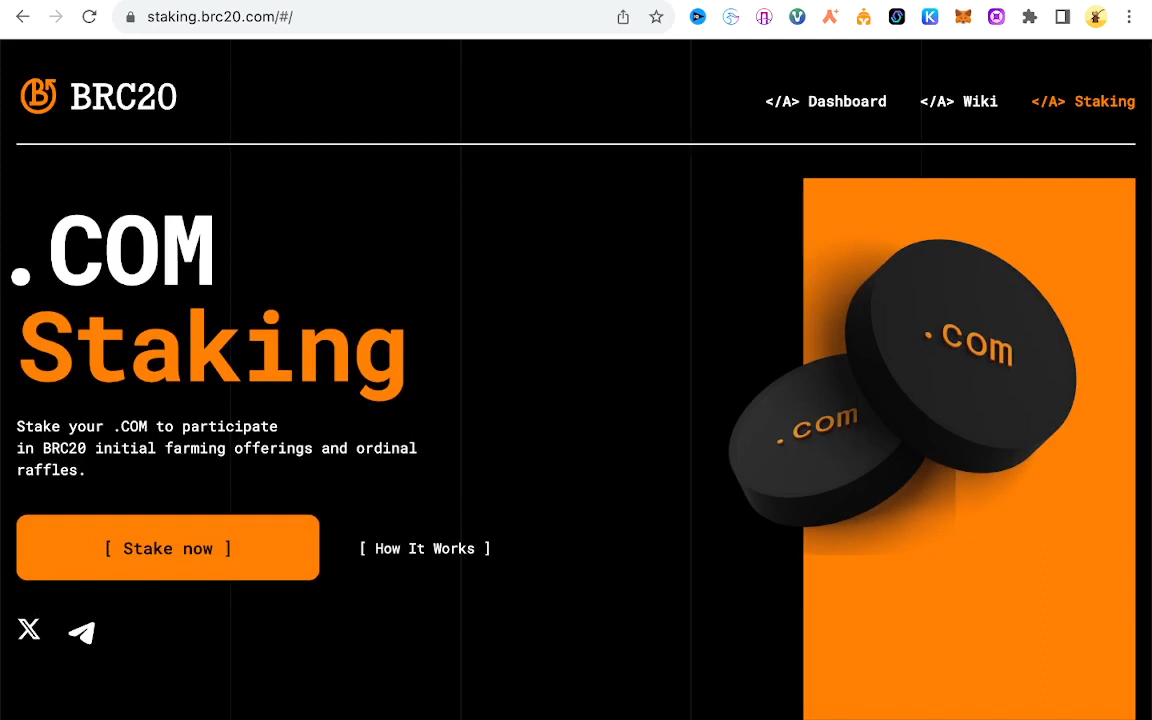 staking.brc20.com/#/
BRC20
</A> Dashboard </A> Wiki </A> Staking
.COM
Staking
.com
.com
Stake your .COM to participate
in BRC20 initial farming offerings and ordinal
raffles.
[ Stake now ] [ How It Works ]